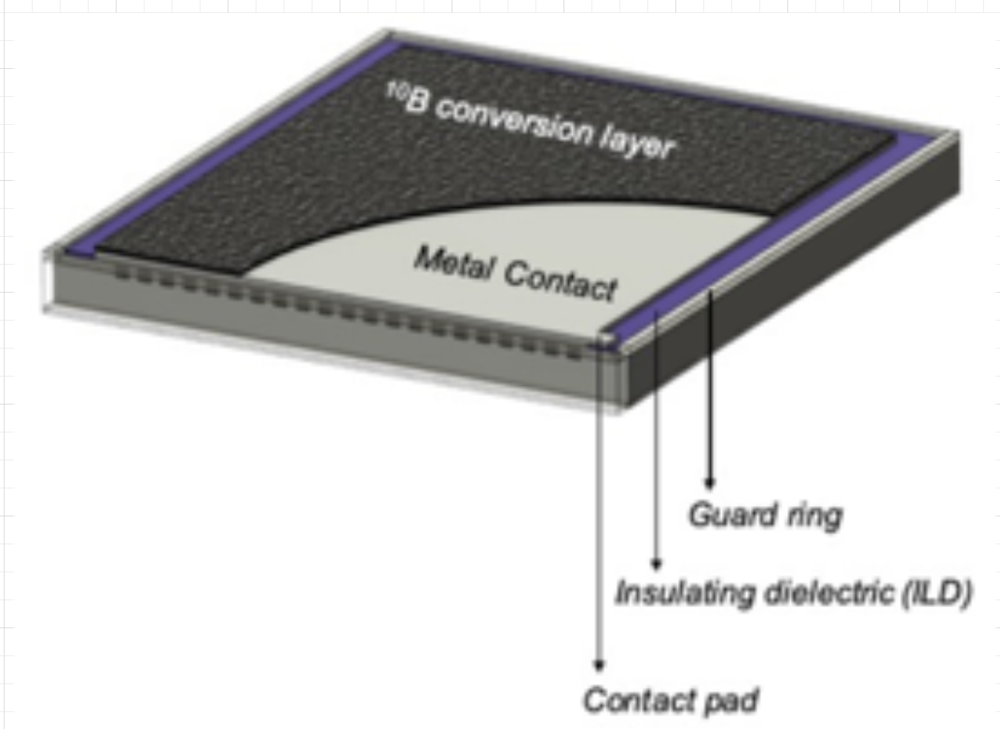 ¹⁰B conversion layer
Metal Contact
Guard ring
Insulating dielectric (ILD)
Contact pad